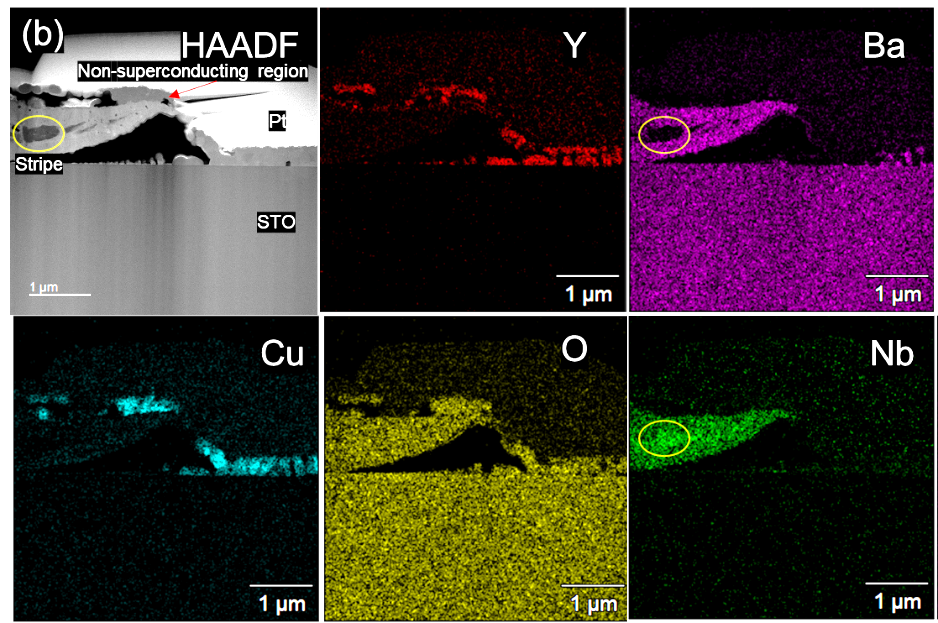 (b)
HAADF
Non-superconducting region
Pt
Stripe
STO
1 µm
Y
1 µm
Ba
1 µm
Cu
1 µm
O
1 µm
Nb
1 µm